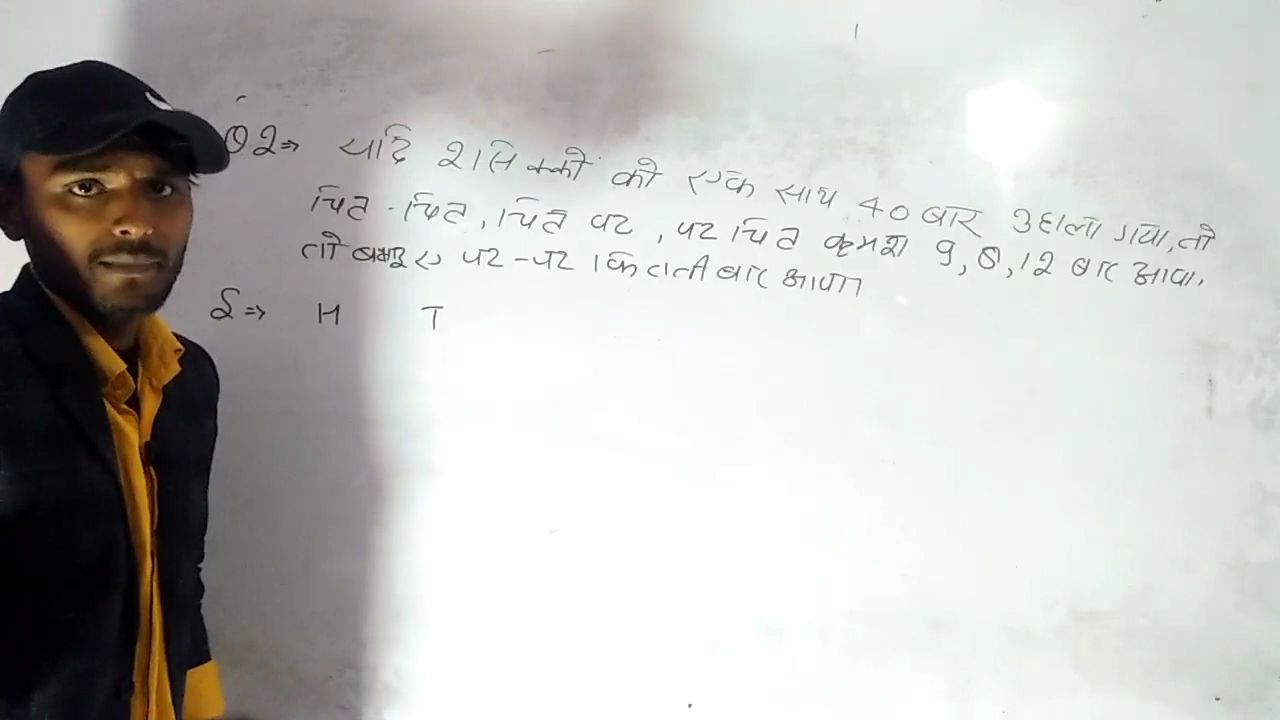 Q2⇒ यदि 2 सिक्को को एक साथ 40 बार उछाला गया, तो
चित-चित, चित पट, पट चित क्रमश 9, 8, 12 बार आया.
तो बताइए पट-पट कितनी बार आया
S⇒ H T